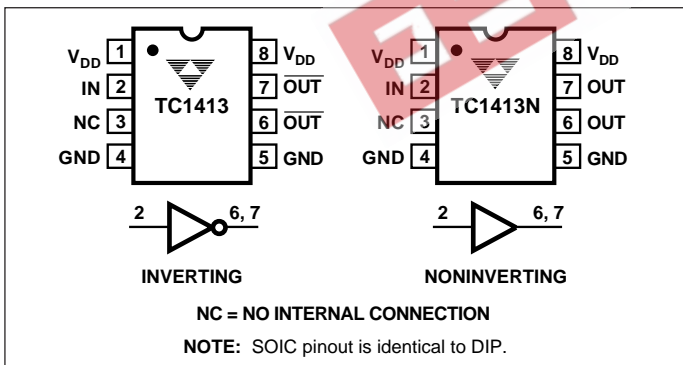 V_DD 1 8 V_DD
IN 2 7 O̅U̅T̅
TC1413
NC 3 6 O̅U̅T̅
GND 4 5 GND
2 6, 7
INVERTING
V_DD 1 8 V_DD
IN 2 7 OUT
TC1413N
NC 3 6 OUT
GND 4 5 GND
2 6, 7
NONINVERTING
NC = NO INTERNAL CONNECTION
NOTE: SOIC pinout is identical to DIP.